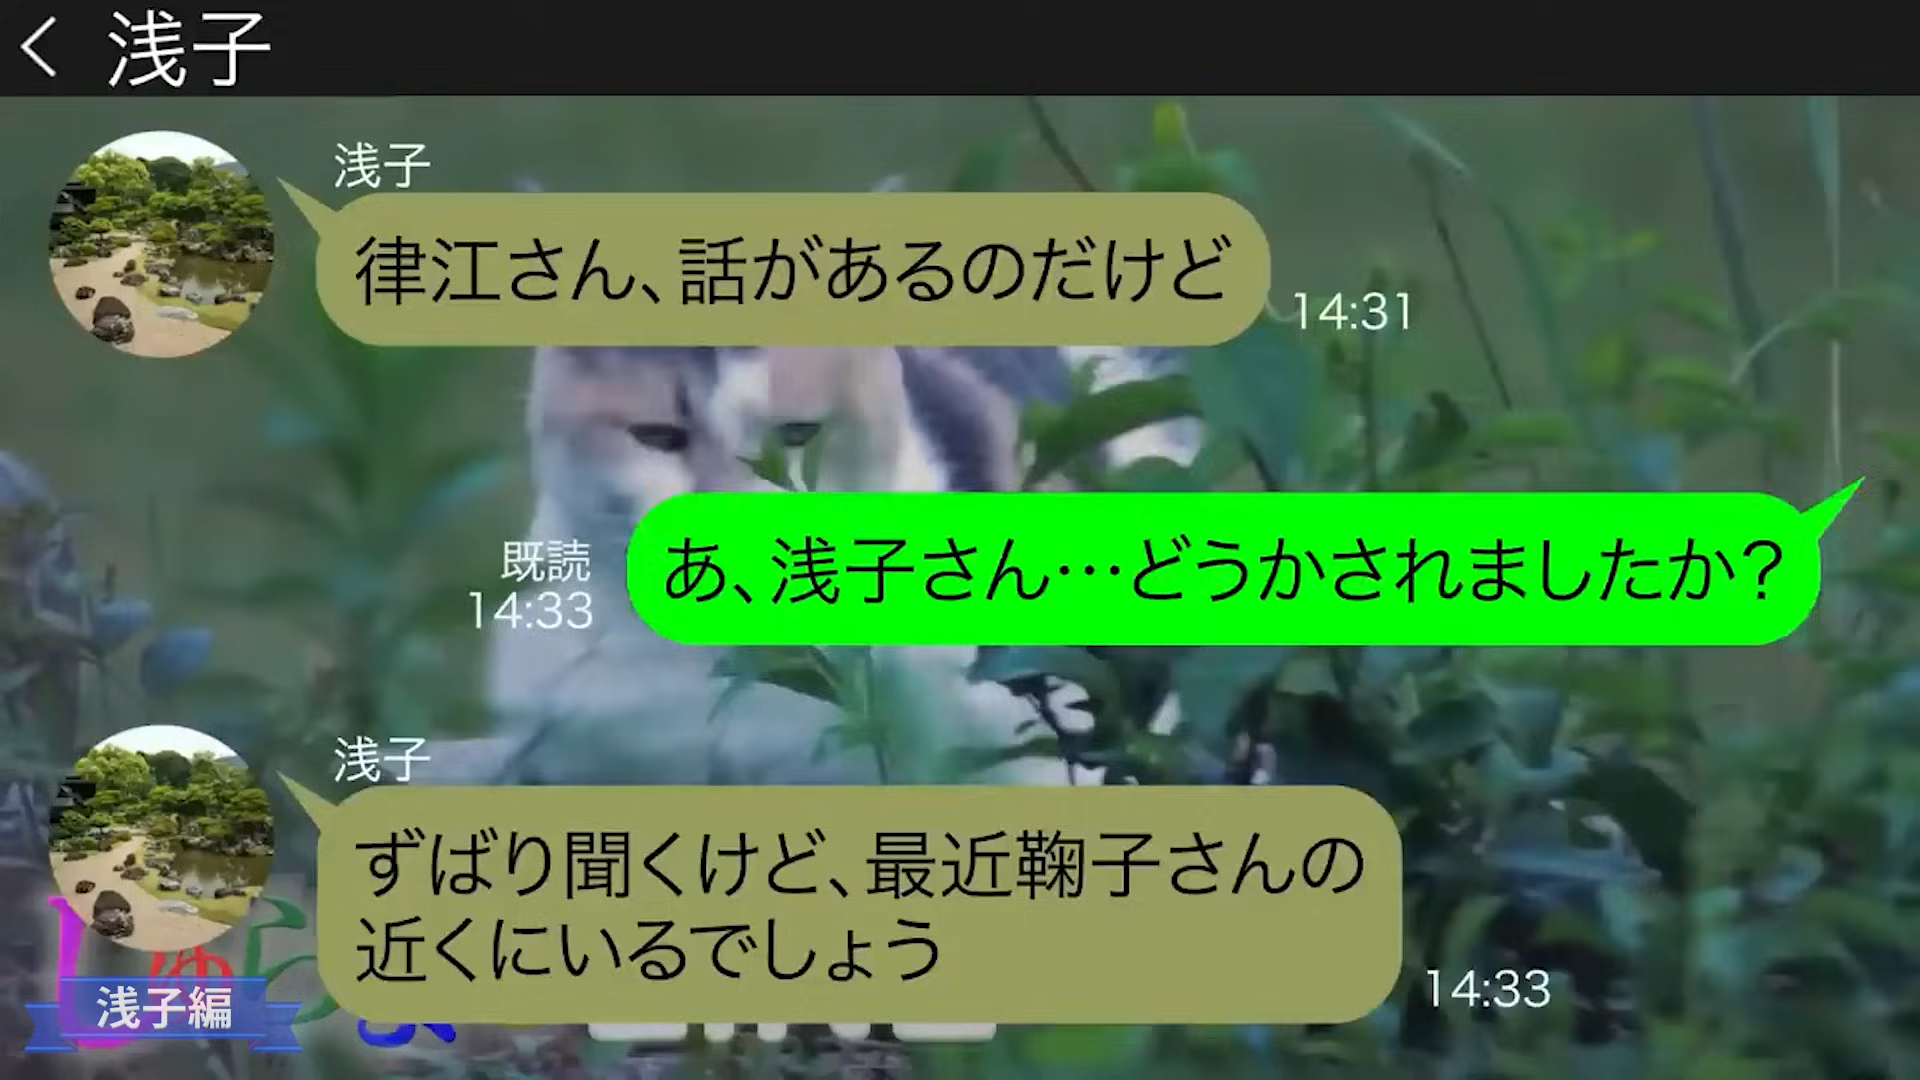 浅子
浅子
律江さん、話があるのだけど
14:31
あ、浅子さん…どうかされましたか？
既読
14:33
浅子
ずばり聞くけど、最近鞠子さんの
近くにいるでしょう
14:33
浅子編